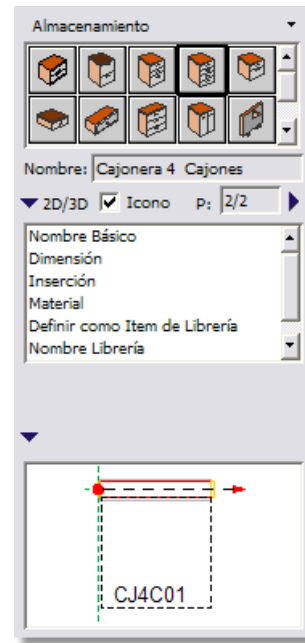 Almacenamiento
Nombre: Cajonera 4 Cajones
2D/3D Icono P: 2/2
Nombre Básico
Dimensión
Inserción
Material
Definir como Item de Librería
Nombre Librería
CJ4C01